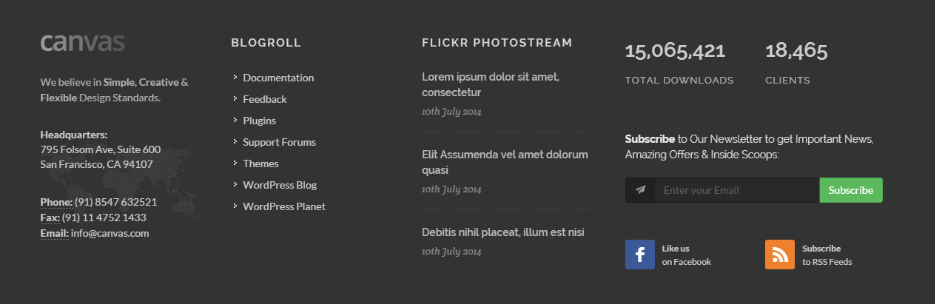 canvas
We believe in Simple, Creative &
Flexible Design Standards.
Headquarters:
795 Folsom Ave, Suite 600
San Francisco, CA 94107
Phone: (91) 8547 632521
Fax: (91) 11 4752 1433
Email: info@canvas.com
BLOGROLL
Documentation
Feedback
Plugins
Support Forums
Themes
WordPress Blog
WordPress Planet
FLICKR PHOTOSTREAM
Lorem ipsum dolor sit amet,
consectetur
10th July 2014
Elit Assumenda vel amet dolorum
quasi
10th July 2014
Debitis nihil placeat, illum est nisi
10th July 2014
15,065,421
TOTAL DOWNLOADS
18,465
CLIENTS
Subscribe to Our Newsletter to get Important News,
Amazing Offers & Inside Scoops:
Enter your Email
Subscribe
Like us
on Facebook
Subscribe
to RSS Feeds